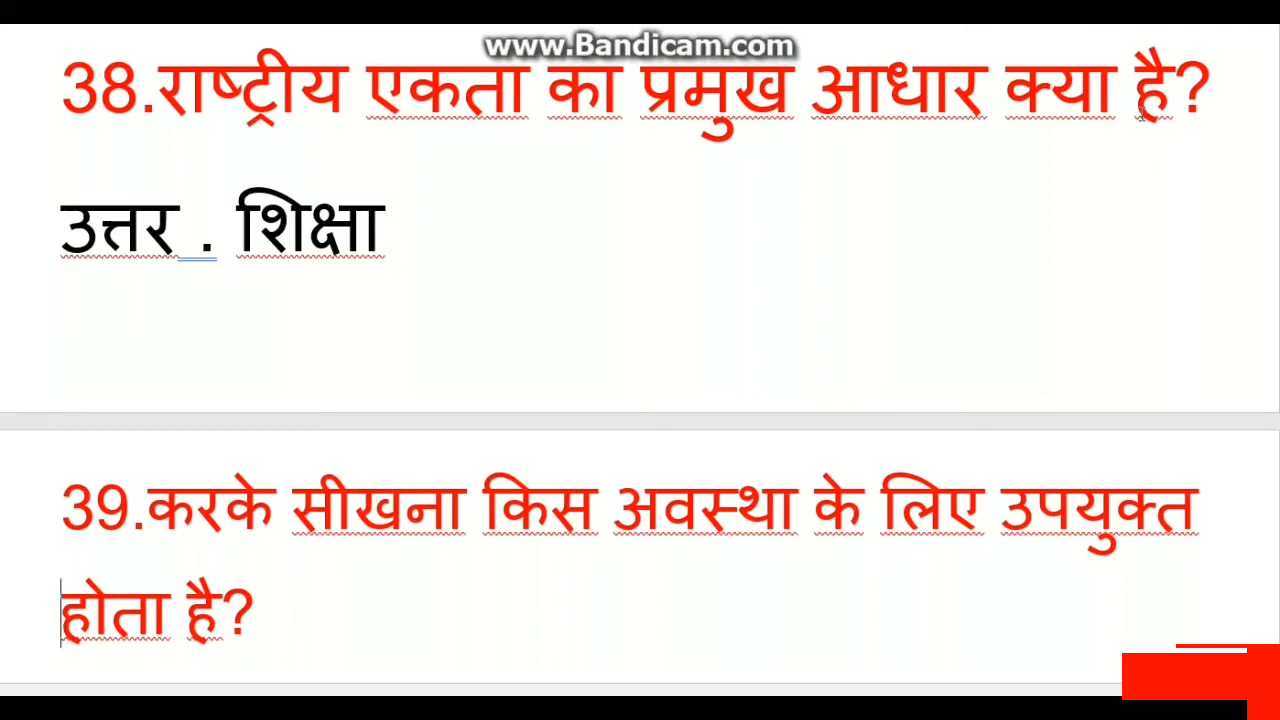 www.Bandicam.com
38.राष्ट्रीय एकता का प्रमुख आधार क्या है?
उत्तर . शिक्षा
39.करके सीखना किस अवस्था के लिए उपयुक्त
होता है?